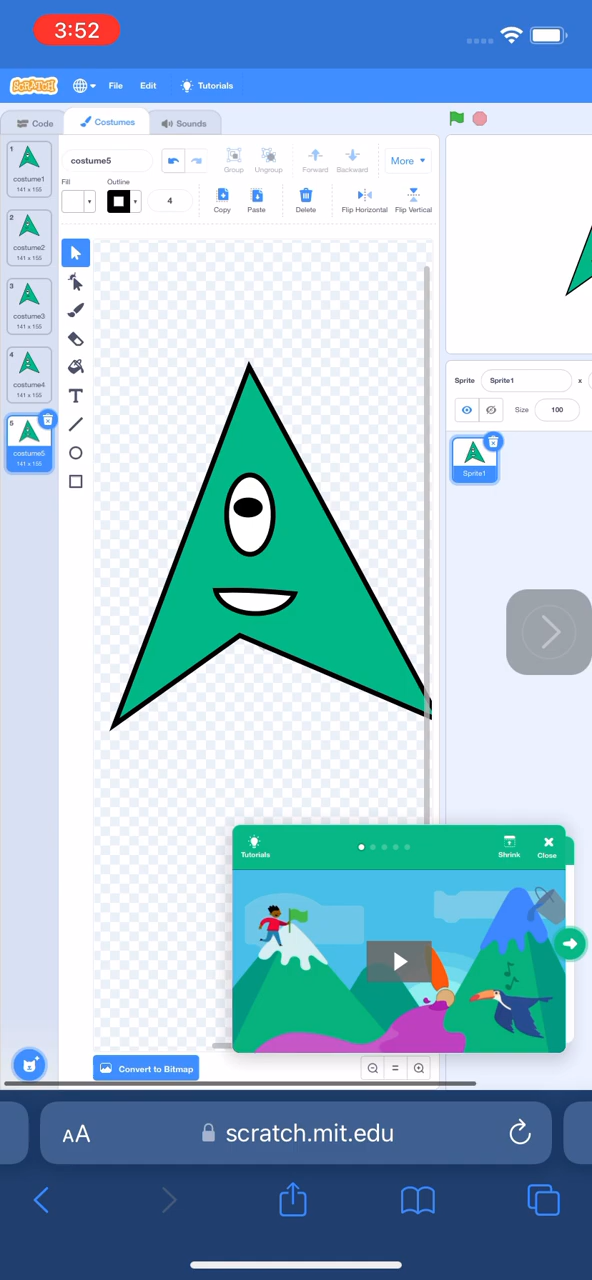 3:52
SCRATCH
File
Edit
Tutorials
Code
Costumes
Sounds
1
costume1
141 x 155
2
costume2
141 x 155
3
costume3
141 x 155
4
costume4
141 x 155
5
costume5
141 x 155
costume5
Group
Ungroup
Forward
Backward
More
Fill
Outline
4
Copy
Paste
Delete
Flip Horizontal
Flip Vertical
T
Sprite
Sprite1
x
Size
100
Sprite1
Tutorials
Shrink
Close
Convert to Bitmap
AA
scratch.mit.edu